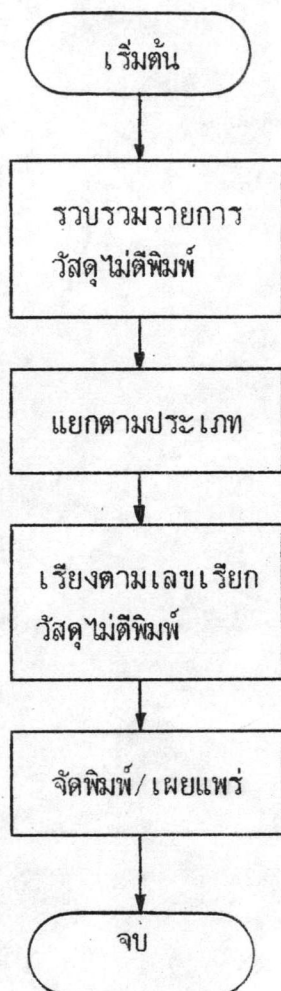 เริ่มต้น
รวบรวมรายการ
วัสดุไม่ตีพิมพ์
แยกตามประเภท
เรียงตามเลขเรียก
วัสดุไม่ตีพิมพ์
จัดพิมพ์/เผยแพร่
จบ